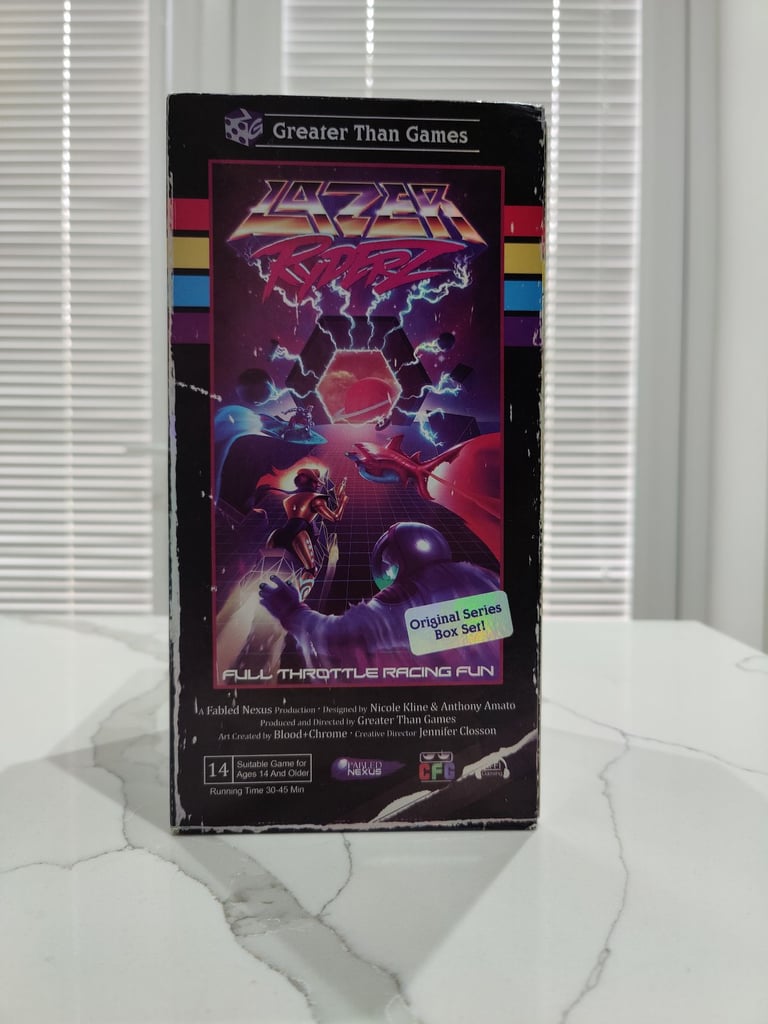 Greater Than Games
LAZER
RYDERZ
Original Series
Box Set!
FULL THROTTLE RACING FUN
A Fabled Nexus Production • Designed by Nicole Kline & Anthony Amato
Produced and Directed by Greater Than Games
Art Created by Blood+Chrome • Creative Director Jennifer Closson
14
Suitable Game for
Ages 14 And Older
Running Time 30-45 Min
FABLED
NEXUS
CFG
Gaming